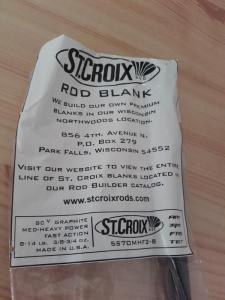 ST.CROIX
ROD BLANK
WE BUILD OUR OWN PREMIUM
BLANKS IN OUR WISCONSIN
NORTHWOODS LOCATION.
856 4TH. AVENUE N.
P.O. BOX 279
PARK FALLS, WISCONSIN 54552
VISIT OUR WEBSITE TO VIEW THE ENTIRE
LINE OF ST. CROIX BLANKS LOCATED IN
OUR ROD BUILDER CATALOG.
www.stcroixrods.com
SC V GRAPHITE
MED-HEAVY POWER
FAST ACTION
8-14 LB. 3/8-3/4 OZ.
MADE IN U.S.A.
ST.CROIX
5S70MHF2-B